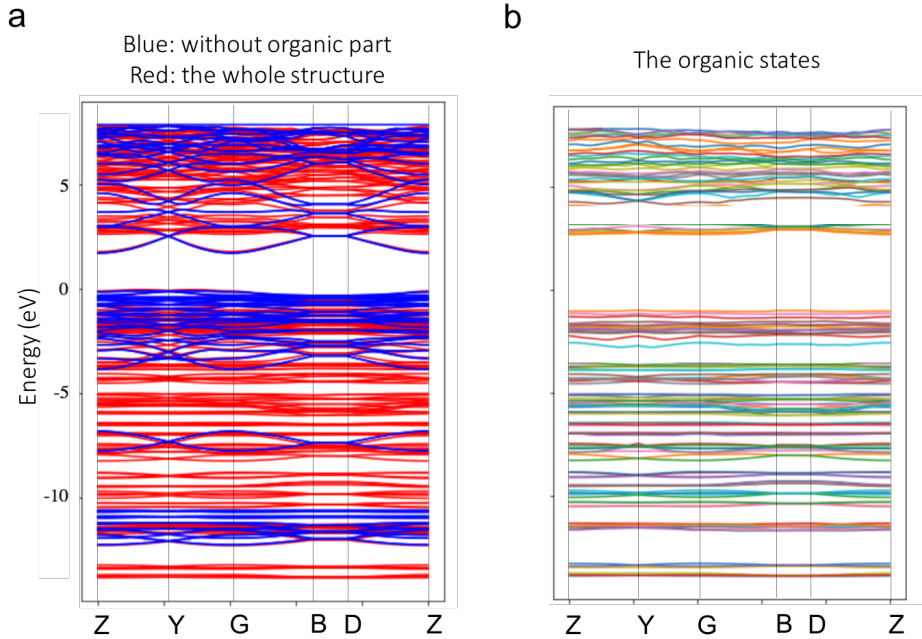 a
Blue: without organic part
Red: the whole structure
Energy (eV)
5
0
-5
-10
Z Y G B D Z
b
The organic states
Z Y G B D Z